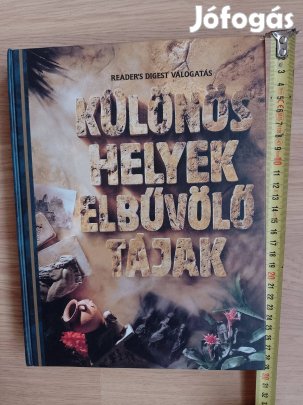 Jófogás
READER'S DIGEST VÁLOGATÁS
KÜLÖNÖS
HELYEK
ELBŰVÖLŐ
TÁJAK